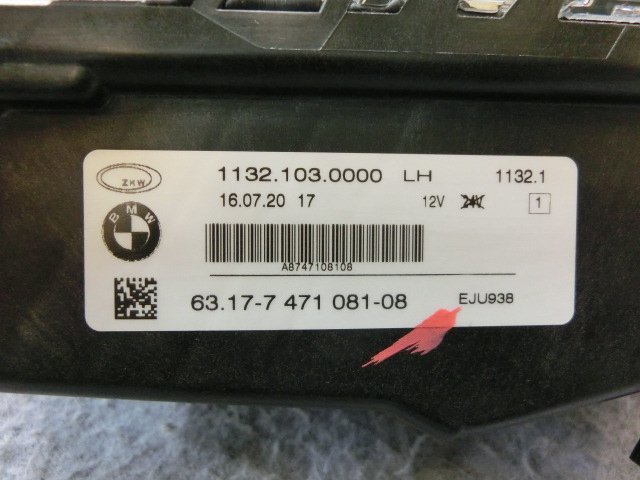 ZKW
1132.103.0000 LH 1132.1
16.07.20 17 12V 24V 1
BMW
A8747108108
63.17-7 471 081-08 EJU938